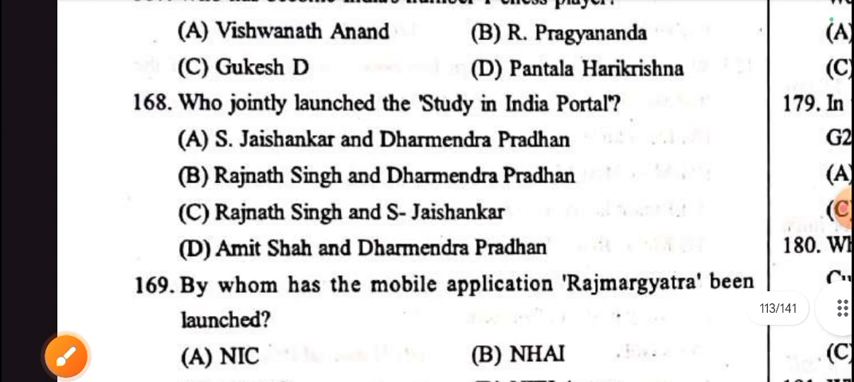 (A) Vishwanath Anand (B) R. Pragyananda
(C) Gukesh D (D) Pantala Harikrishna
168. Who jointly launched the 'Study in India Portal'?
(A) S. Jaishankar and Dharmendra Pradhan
(B) Rajnath Singh and Dharmendra Pradhan
(C) Rajnath Singh and S- Jaishankar
(D) Amit Shah and Dharmendra Pradhan
169. By whom has the mobile application 'Rajmargyatra' been
launched?
(A) NIC (B) NHAI
(A)
(C)
179. In
G2
(A)
(C
180. Wh
(C)
113/141